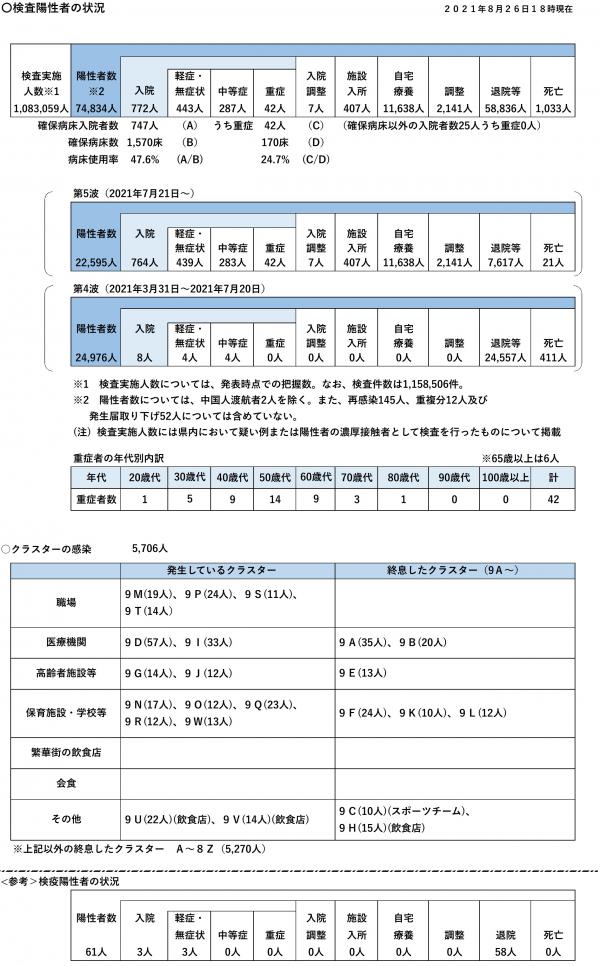 〇検査陽性者の状況
2021年8月26日18時現在
検査実施人数※1 陽性者数※2 入院 軽症・無症状 中等症 重症 入院調整 施設入所 自宅療養 調整 退院等 死亡
1,083,059人 74,834人 772人 443人 287人 42人 7人 407人 11,638人 2,141人 58,836人 1,033人
確保病床入院者数 747人 (A) うち重症 42人 (C) (確保病床以外の入院者数25人うち重症0人)
確保病床数 1,570床 (B) 170床 (D)
病床使用率 47.6% (A/B) 24.7% (C/D)
第5波(2021年7月21日~)
陽性者数 入院 軽症・無症状 中等症 重症 入院調整 施設入所 自宅療養 調整 退院等 死亡
22,595人 764人 439人 283人 42人 7人 407人 11,638人 2,141人 7,617人 21人
第4波(2021年3月31日~2021年7月20日)
陽性者数 入院 軽症・無症状 中等症 重症 入院調整 施設入所 自宅療養 調整 退院等 死亡
24,976人 8人 4人 4人 0人 0人 0人 0人 0人 24,557人 411人
※1 検査実施人数については、発表時点での把握数。なお、検査件数は1,158,506件。
※2 陽性者数については、中国人渡航者2人を除く。また、再感染145人、重複分12人及び
発生届取り下げ52人については含めていない。
(注)検査実施人数には県内において疑い例または陽性者の濃厚接触者として検査を行ったものについて掲載
重症者の年代別内訳 ※65歳以上は6人
年代 20歳代 30歳代 40歳代 50歳代 60歳代 70歳代 80歳代 90歳代 100歳以上 計
重症者数 1 5 9 14 9 3 1 0 0 42
○クラスターの感染 5,706人
発生しているクラスター 終息したクラスター(9A~)
職場 9M(19人)、9P(24人)、9S(11人)、
9T(14人)
医療機関 9D(57人)、9I(33人) 9A(35人)、9B(20人)
高齢者施設等 9G(14人)、9J(12人) 9E(13人)
保育施設・学校等 9N(17人)、9O(12人)、9Q(23人)、
9R(12人)、9W(13人)
9F(24人)、9K(10人)、9L(12人)
繁華街の飲食店
会食
その他 9U(22人)(飲食店)、9V(14人)(飲食店)
9C(10人)(スポーツチーム)、
9H(15人)(飲食店)
※上記以外の終息したクラスター A~8Z(5,270人)
<参考>検疫陽性者の状況
陽性者数 入院 軽症・無症状 中等症 重症 入院調整 施設入所 自宅療養 調整 退院 死亡
61人 3人 3人 0人 0人 0人 0人 0人 0人 58人 0人